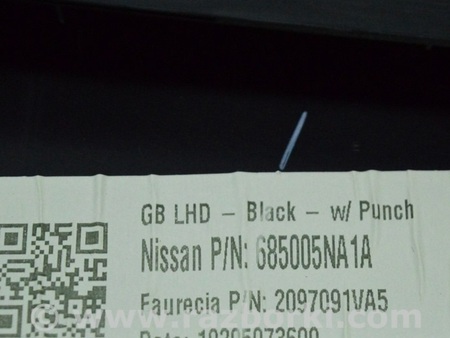 GB LHD - Black - w/ Punch
Nissan P/N: 685005NA1A
Faurecia P/N: 2097091VA5
www.razborki.com